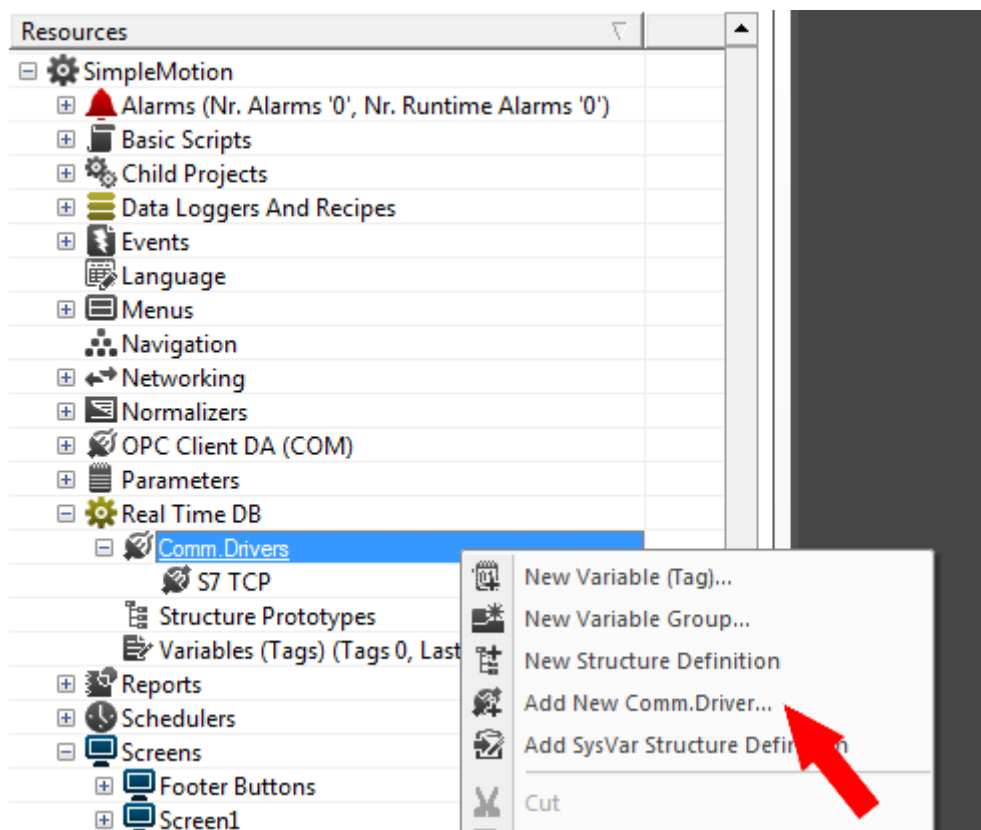 Resources
SimpleMotion
Alarms (Nr. Alarms '0', Nr. Runtime Alarms '0')
Basic Scripts
Child Projects
Data Loggers And Recipes
Events
Language
Menus
Navigation
Networking
Normalizers
OPC Client DA (COM)
Parameters
Real Time DB
Comm.Drivers
S7 TCP
Structure Prototypes
Variables (Tags) (Tags 0, Last
Reports
Schedulers
Screens
Footer Buttons
Screen1
New Variable (Tag)...
New Variable Group...
New Structure Definition
Add New Comm.Driver...
Add SysVar Structure Definition
Cut